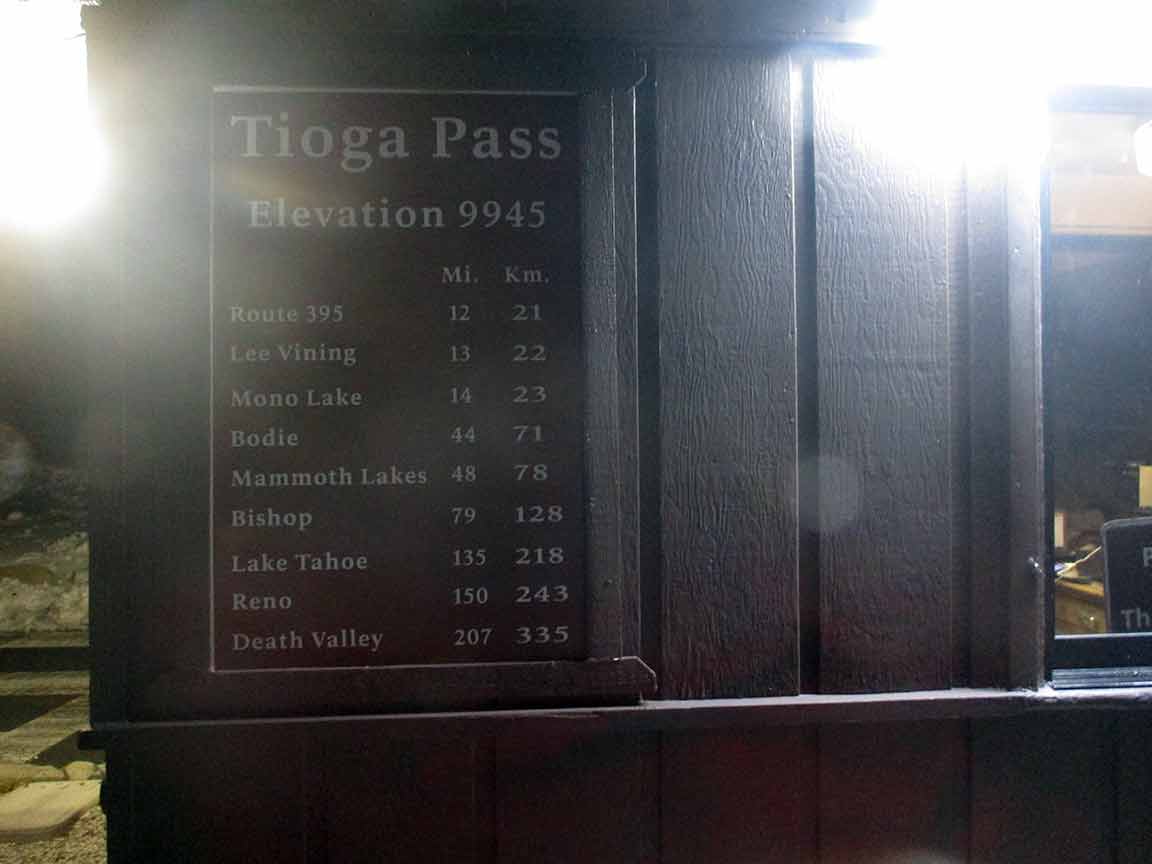 Tioga Pass
Elevation 9945
Mi. Km.
Route 395 12 21
Lee Vining 13 22
Mono Lake 14 23
Bodie 44 71
Mammoth Lakes 48 78
Bishop 79 128
Lake Tahoe 135 218
Reno 150 243
Death Valley 207 335